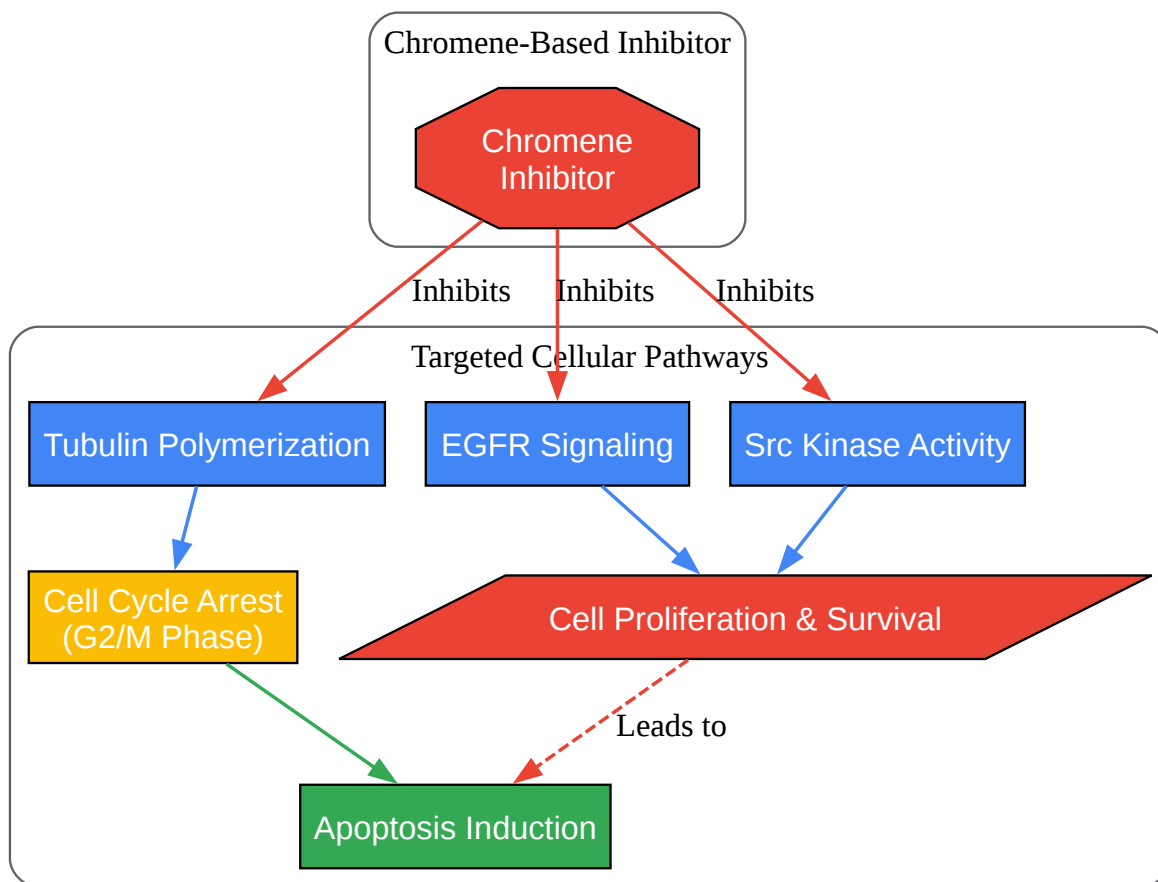 Chromene-Based Inhibitor
Chromene
Inhibitor
Inhibits
Inhibits
Inhibits
Targeted Cellular Pathways
Tubulin Polymerization
EGFR Signaling
Src Kinase Activity
Cell Cycle Arrest
(G2/M Phase)
Cell Proliferation & Survival
Leads to
Apoptosis Induction